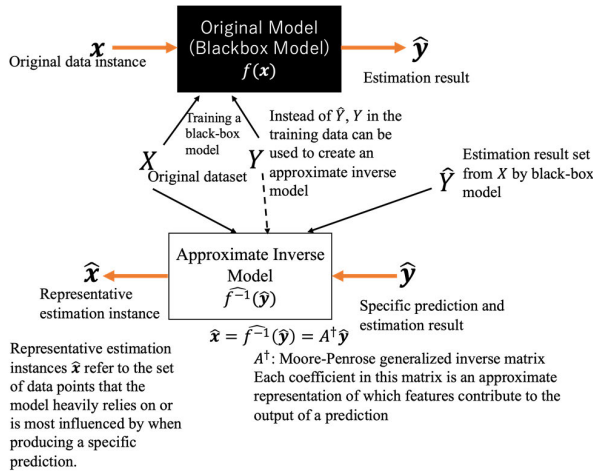 Original Model
(Blackbox Model)
f(x)
x
Original data instance
ŷ
Estimation result
Training a
black-box
model
X
Original dataset
Y
Instead of Ŷ, Y in the
training data can be
used to create an
approximate inverse
model
Ŷ
Estimation result set
from X by black-box
model
Approximate Inverse
Model
\widehat{f^{-1}}(ŷ)
x̂
Representative
estimation instance
ŷ
Specific prediction and
estimation result
x̂ = \widehat{f^{-1}}(ŷ) = A†ŷ
A†: Moore-Penrose generalized inverse matrix
Each coefficient in this matrix is an approximate
representation of which features contribute to the
output of a prediction
Representative estimation
instances x̂ refer to the set
of data points that the
model heavily relies on or
is most influenced by when
producing a specific
prediction.